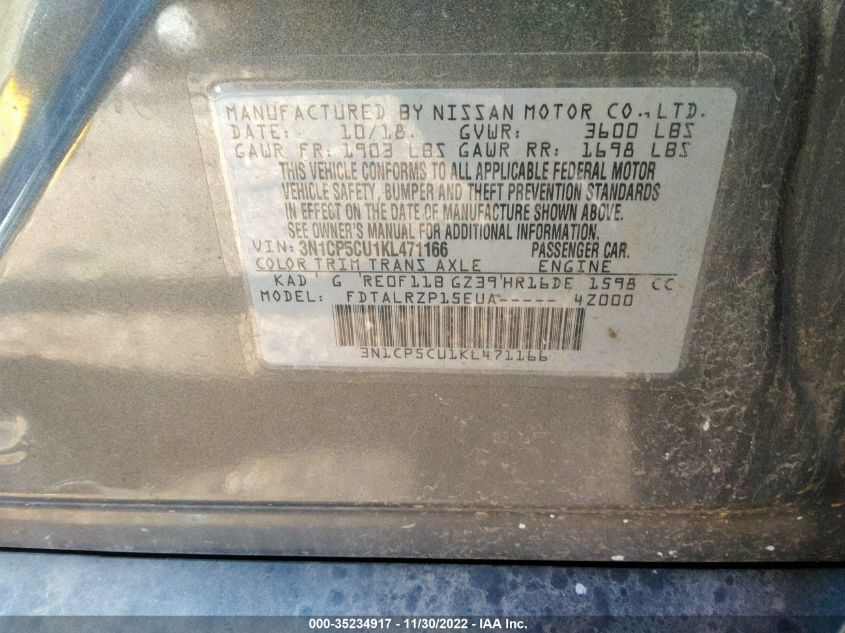 MANUFACTURED BY NISSAN MOTOR CO., LTD.
DATE: 10/18. GVWR: 3600 LBS
GAWR FR: 1903 LBS GAWR RR: 1698 LBS
THIS VEHICLE CONFORMS TO ALL APPLICABLE FEDERAL MOTOR
VEHICLE SAFETY, BUMPER AND THEFT PREVENTION STANDARDS
IN EFFECT ON THE DATE OF MANUFACTURE SHOWN ABOVE.
SEE OWNER'S MANUAL FOR ADDITIONAL INFORMATION.
VIN: 3N1CP5CU1KL471166 PASSENGER CAR.
COLOR TRIM TRANS AXLE ENGINE
KAD G RE0F11B GZ39 HR16DE 1598 CC
MODEL: FDTALRZP15EUA----- 4Z000
3N1CP5CU1KL471166
000-35234917 - 11/30/2022 - IAA Inc.